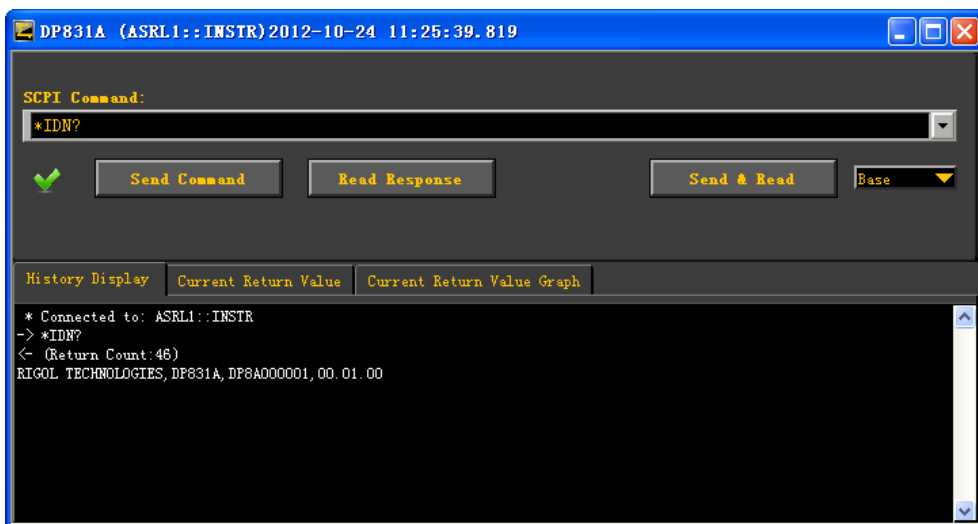 DP831A (ASRL1::INSTR)2012-10-24 11:25:39.819
SCPI Command:
*IDN?
Send Command Read Response Send & Read Base
History Display Current Return Value Current Return Value Graph
* Connected to: ASRL1::INSTR
-> *IDN?
<- (Return Count:46)
RIGOL TECHNOLOGIES,DP831A,DP8A000001,00.01.00